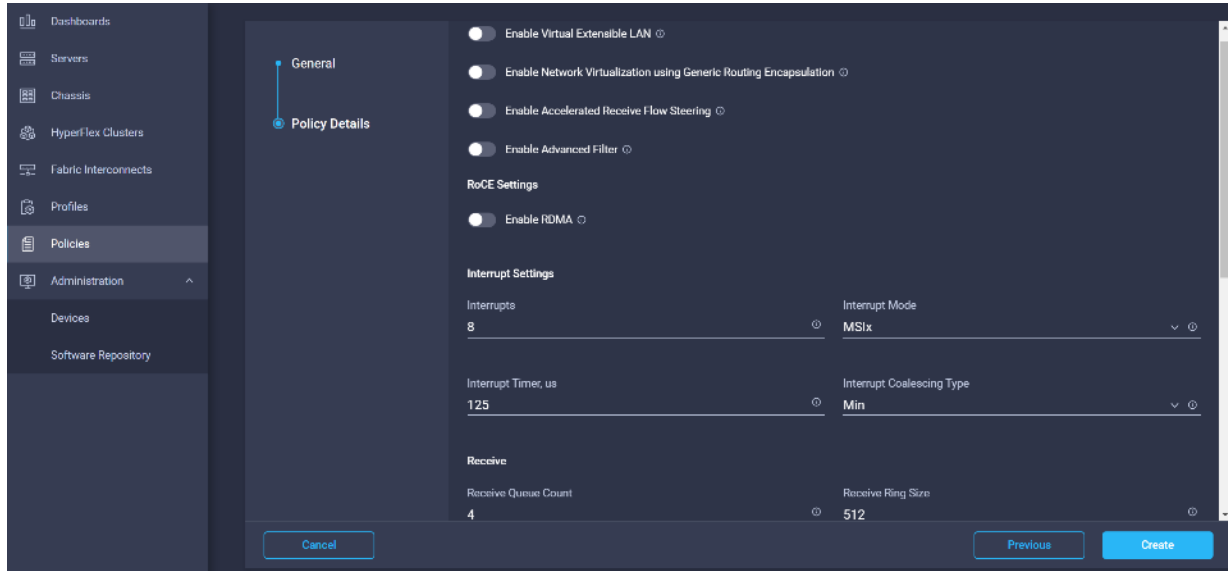 Dashboards
Servers
Chassis
HyperFlex Clusters
Fabric Interconnects
Profiles
Policies
Administration
Devices
Software Repository
General
Policy Details
Enable Virtual Extensible LAN
Enable Network Virtualization using Generic Routing Encapsulation
Enable Accelerated Receive Flow Steering
Enable Advanced Filter
RoCE Settings
Enable RDMA
Interrupt Settings
Interrupts
8
Interrupt Mode
MSIx
Interrupt Timer, us
125
Interrupt Coalescing Type
Min
Receive
Receive Queue Count
4
Receive Ring Size
512
Cancel
Previous
Create